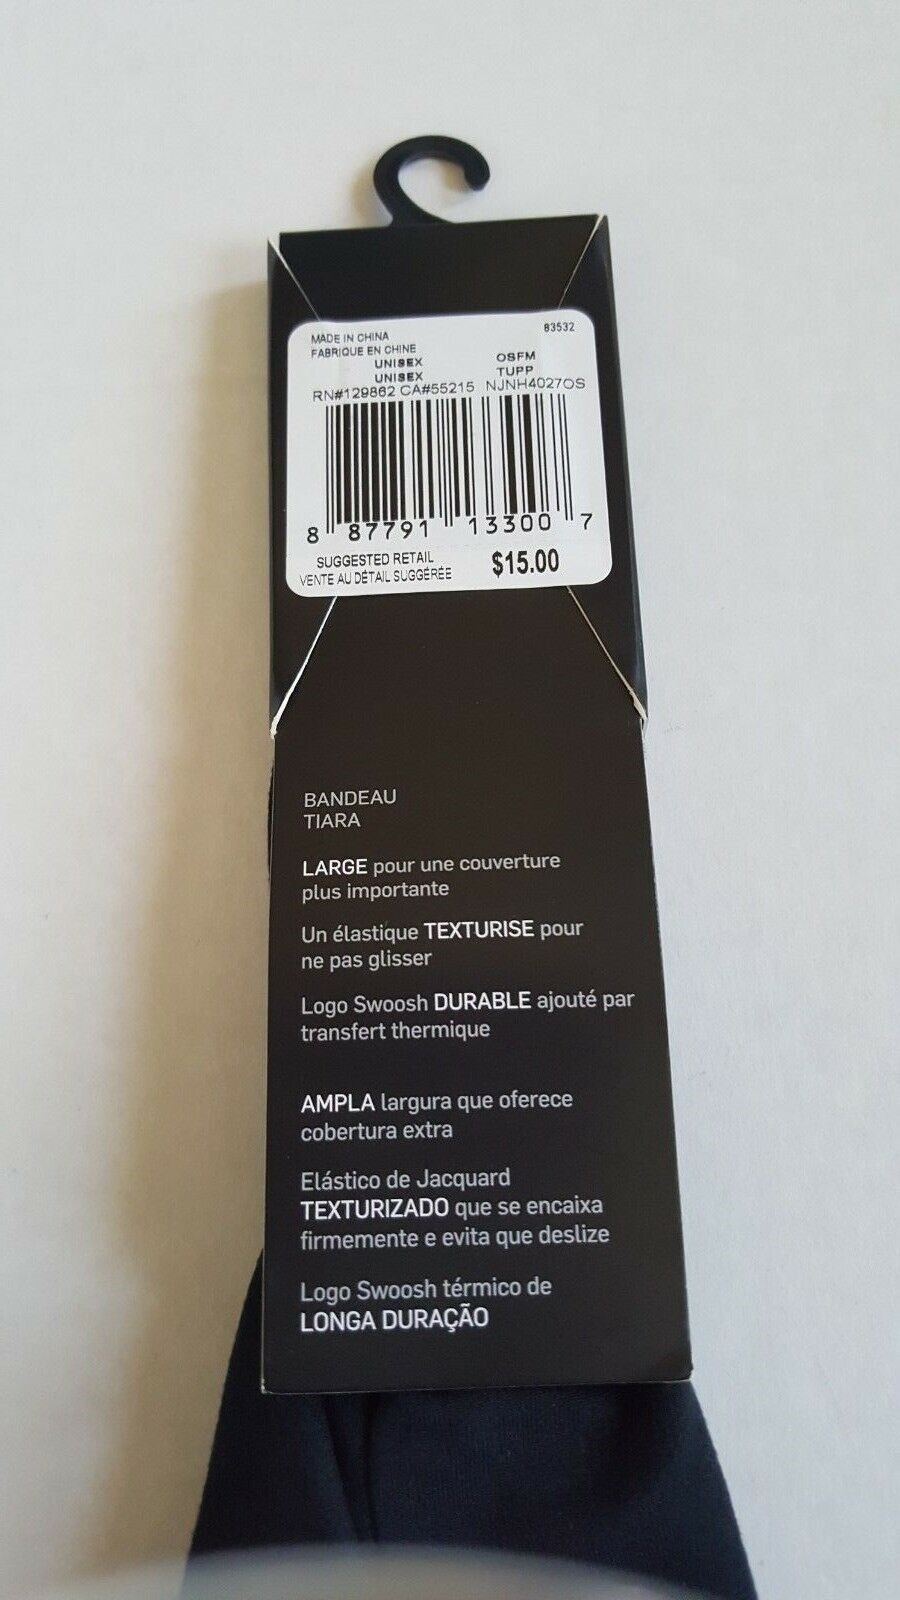 MADE IN CHINA 83532
FABRIQUE EN CHINE
UNISEX OSFM
UNISEX TUPP
RN#129862 CA#55215 NJNH4027OS
8 87791 13300 7
SUGGESTED RETAIL $15.00
VENTE AU DÉTAIL SUGGÉRÉE
BANDEAU
TIARA
LARGE pour une couverture
plus importante
Un élastique TEXTURISE pour
ne pas glisser
Logo Swoosh DURABLE ajouté par
transfert thermique
AMPLA largura que oferece
cobertura extra
Elástico de Jacquard
TEXTURIZADO que se encaixa
firmemente e evita que deslize
Logo Swoosh térmico de
LONGA DURAÇÃO